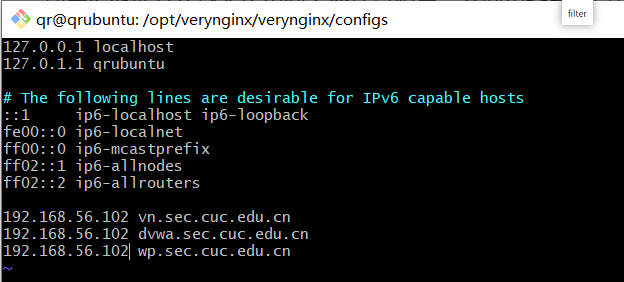 filter
qr@qrubuntu: /opt/verynginx/verynginx/configs
127.0.0.1 localhost
127.0.1.1 qrubuntu
# The following lines are desirable for IPv6 capable hosts
::1     ip6-localhost ip6-loopback
fe00::0 ip6-localnet
ff00::0 ip6-mcastprefix
ff02::1 ip6-allnodes
ff02::2 ip6-allrouters
192.168.56.102 vn.sec.cuc.edu.cn
192.168.56.102 dvwa.sec.cuc.edu.cn
192.168.56.102 wp.sec.cuc.edu.cn
~